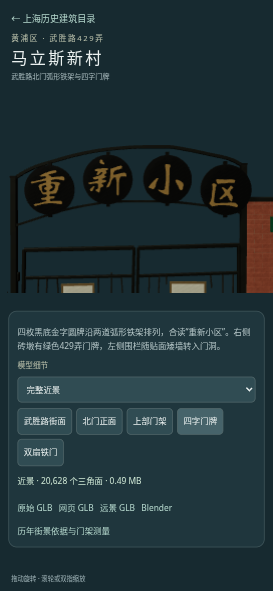 ← 上海历史建筑目录
黄浦区 · 武胜路429弄
马立斯新村
武胜路北门弧形铁架与四字门牌
重新小区
四枚黑底金字圆牌沿两道弧形铁架排列，合读“重新小区”。右侧
砖墩有绿色429弄门牌，左侧围栏随贴面矮墙转入门洞。
模型细节
完整近景
武胜路街面 北门正面 上部门架 四字门牌
双扇铁门
近景 · 20,628 个三角面 · 0.49 MB
原始 GLB 网页 GLB 远景 GLB Blender
历年街景依据与门架测量
拖动旋转 · 滚轮或双指缩放